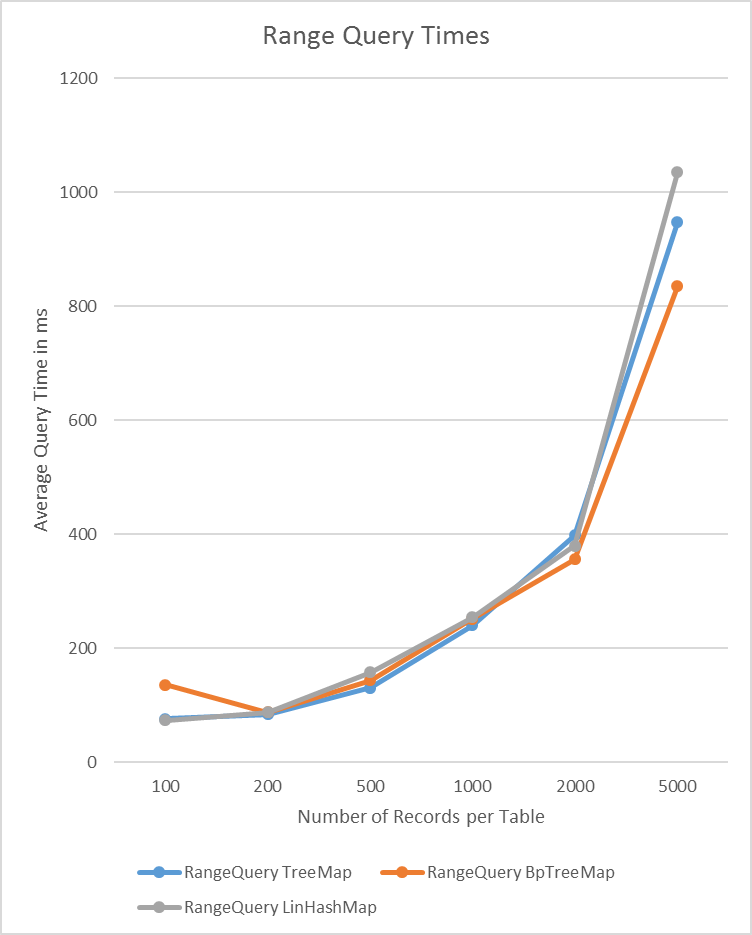 Range Query Times
1200
1000
800
600
400
200
0
Average Query Time in ms
100 200 500 1000 2000 5000
Number of Records per Table
RangeQuery TreeMap RangeQuery BpTreeMap
RangeQuery LinHashMap